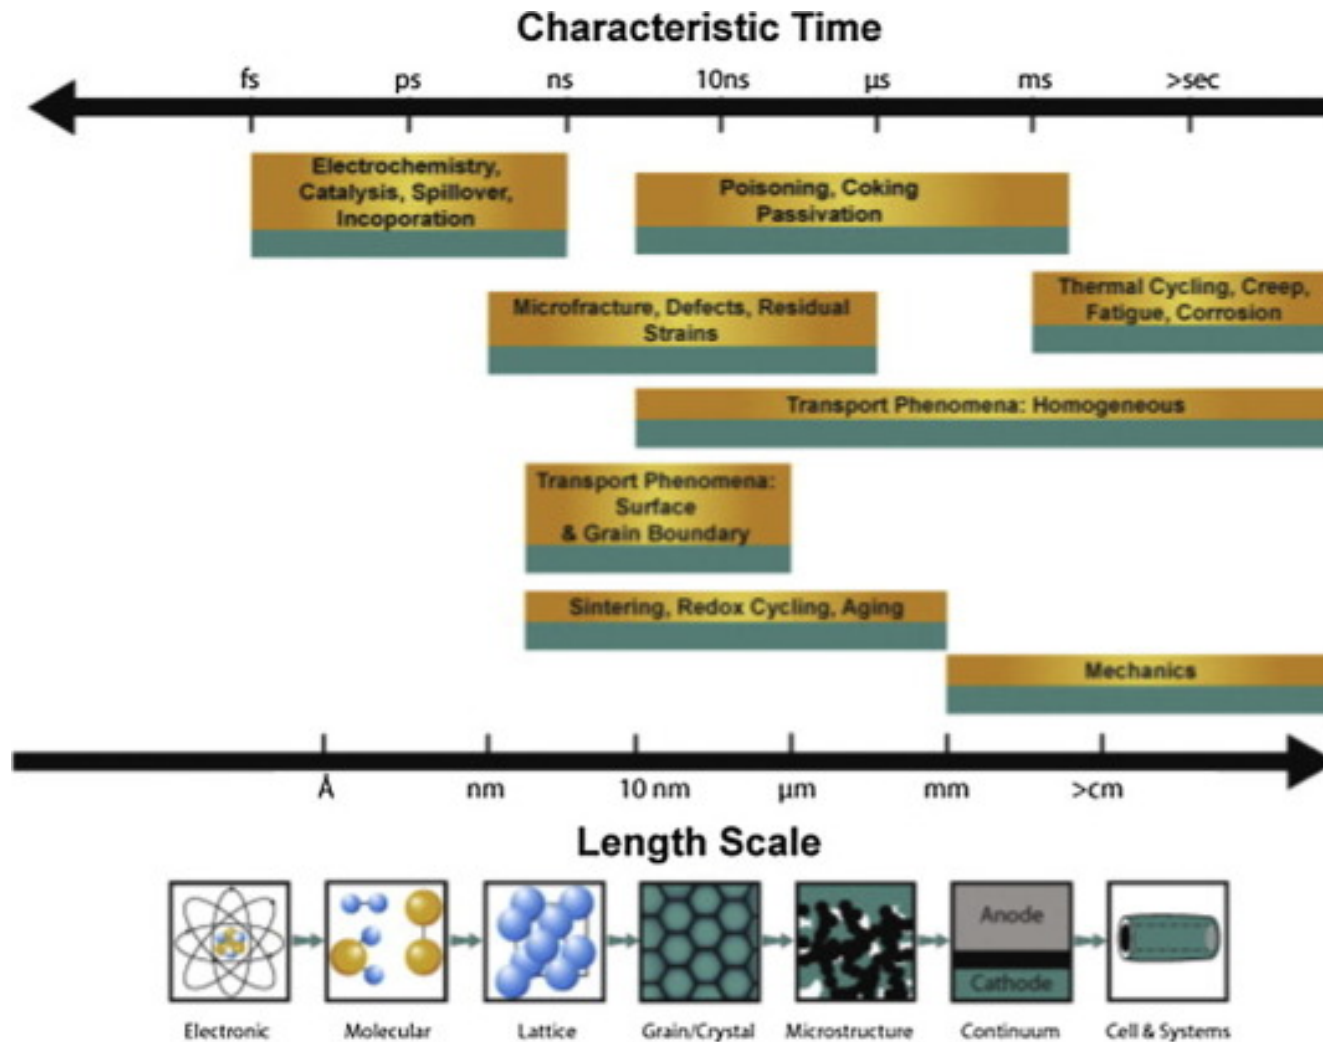 Characteristic Time
fs ps ns 10ns µs ms >sec
Electrochemistry,
Catalysis, Spillover,
Incoporation
Poisoning, Coking
Passivation
Microfracture, Defects, Residual
Strains
Thermal Cycling, Creep,
Fatigue, Corrosion
Transport Phenomena: Homogeneous
Transport Phenomena:
Surface
& Grain Boundary
Sintering, Redox Cycling, Aging
Mechanics
Å nm 10 nm µm mm >cm
Length Scale
Anode
Cathode
Electronic Molecular Lattice Grain/Crystal Microstructure Continuum Cell & Systems